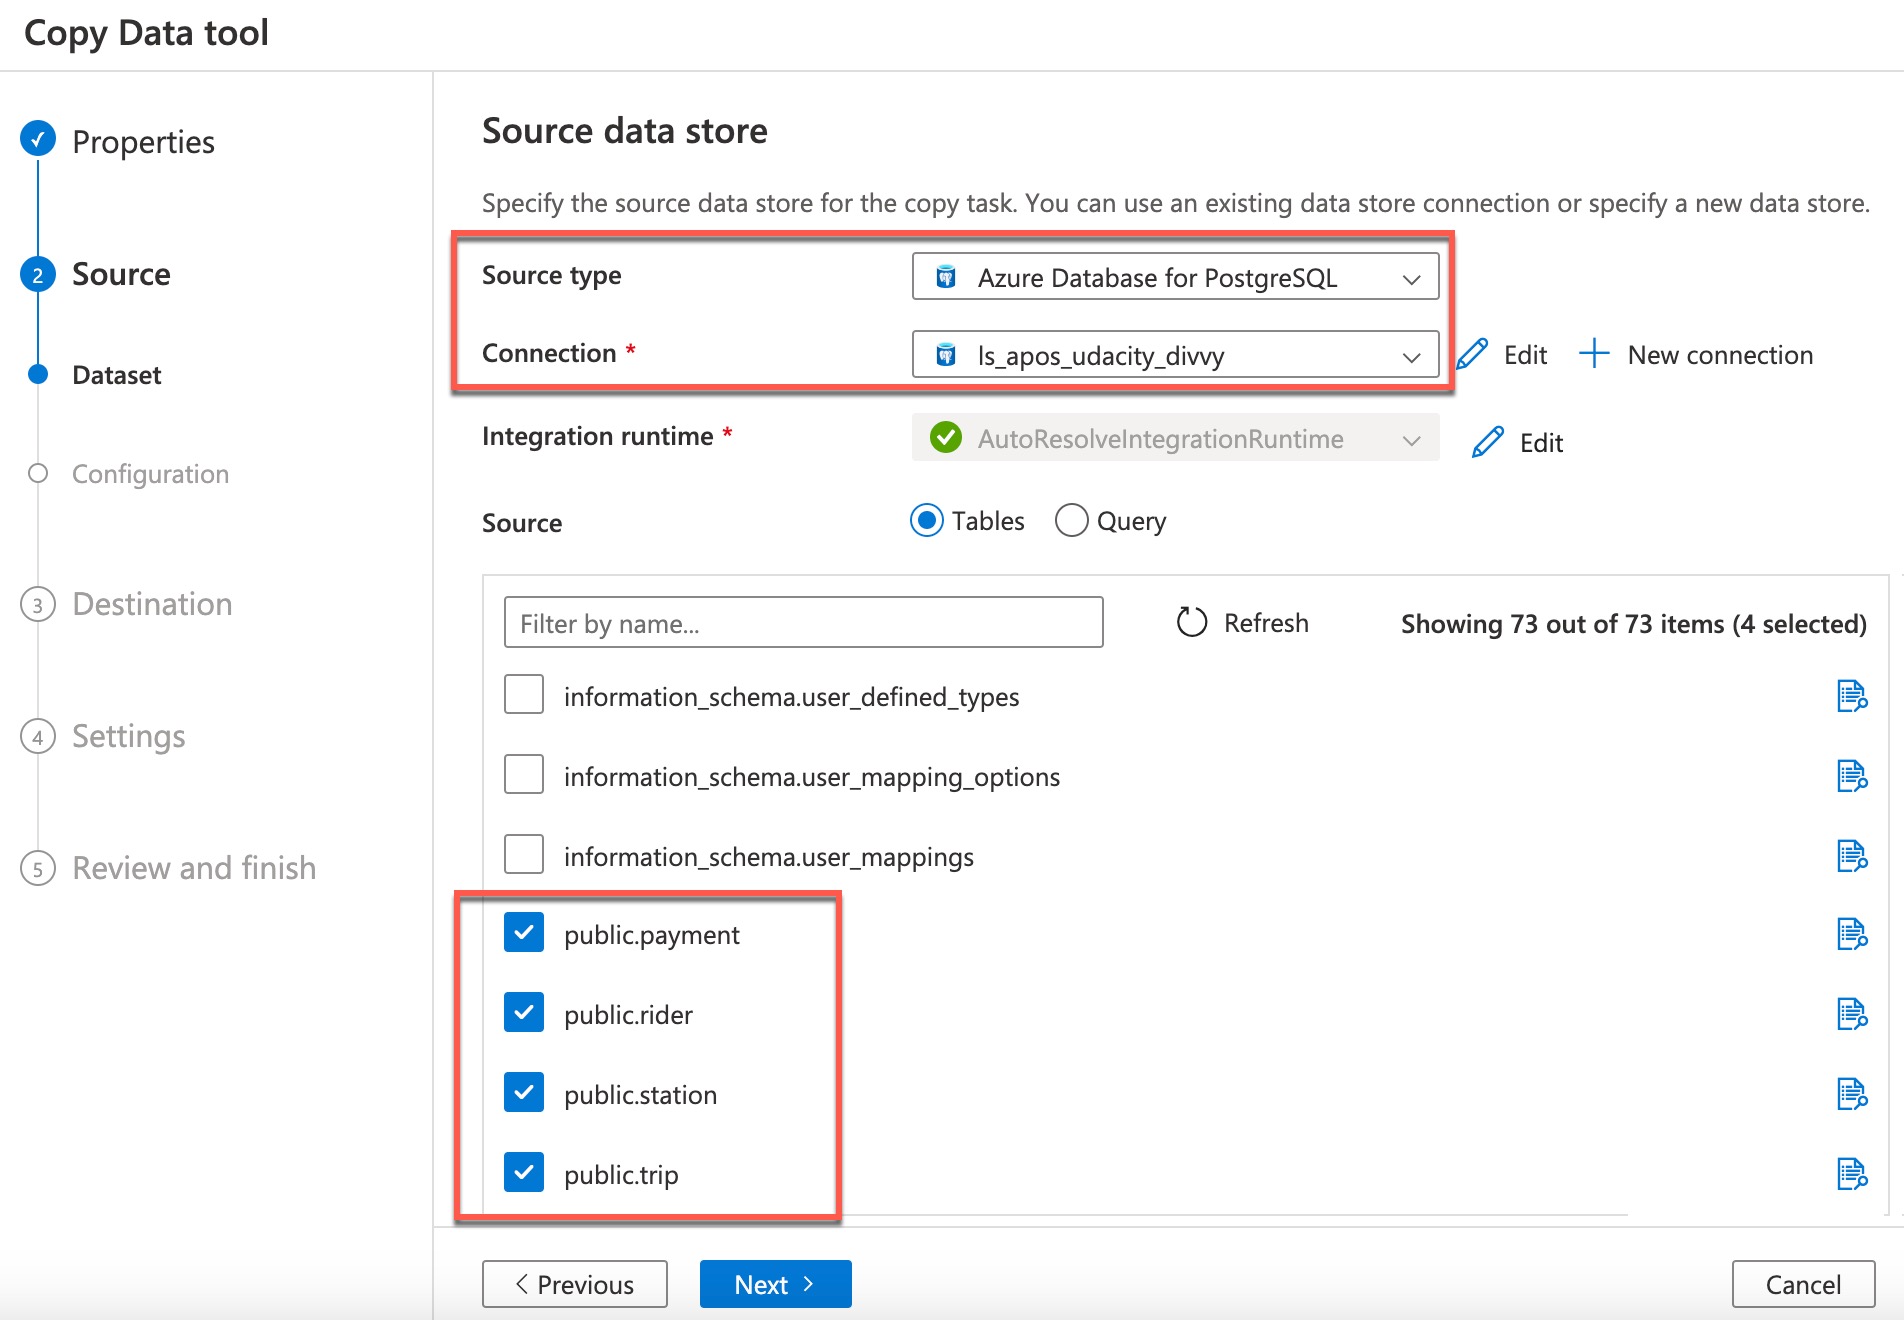 Copy Data tool
Properties
2 Source
Dataset
Configuration
3 Destination
4 Settings
5 Review and finish
Source data store
Specify the source data store for the copy task. You can use an existing data store connection or specify a new data store.
Source type Azure Database for PostgreSQL
Connection * ls_apos_udacity_divvy Edit New connection
Integration runtime * AutoResolveIntegrationRuntime Edit
Source Tables Query
Filter by name... Refresh Showing 73 out of 73 items (4 selected)
information_schema.user_defined_types
information_schema.user_mapping_options
information_schema.user_mappings
public.payment
public.rider
public.station
public.trip
Previous Next Cancel